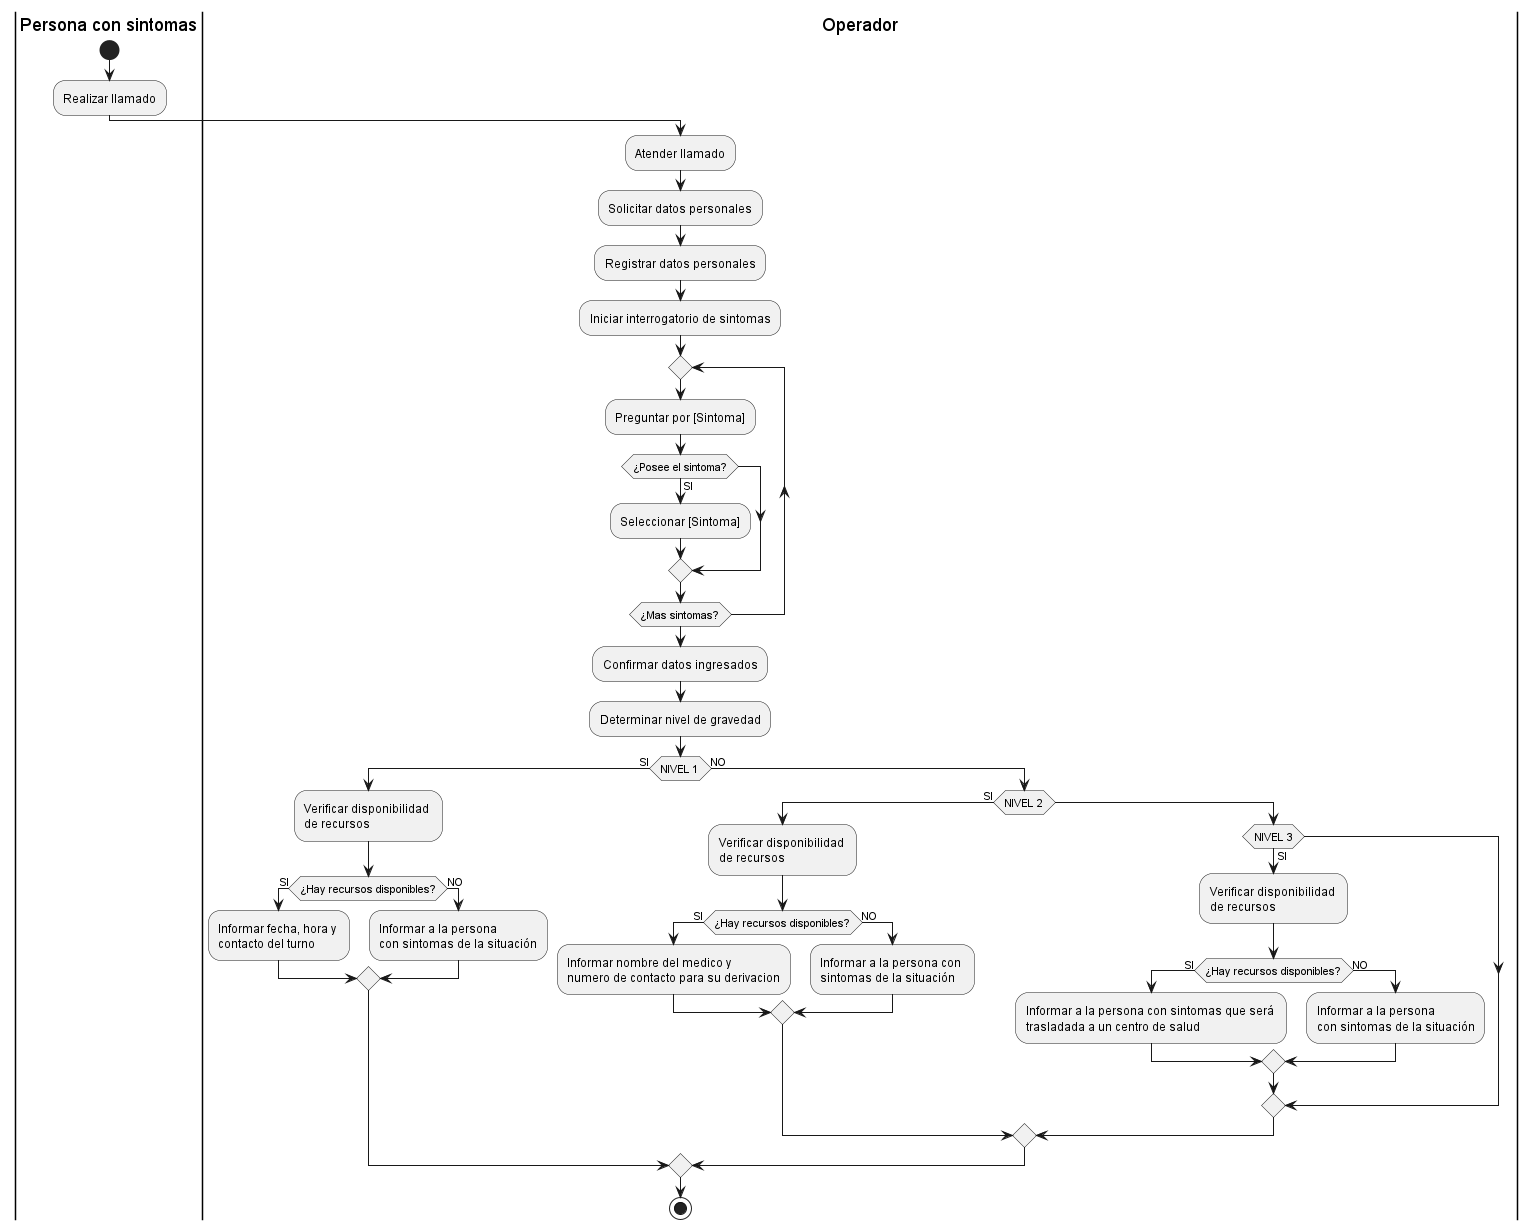 Persona con sintomas
Operador
Realizar llamado
Atender llamado
Solicitar datos personales
Registrar datos personales
Iniciar interrogatorio de sintomas
Preguntar por [Sintoma]
¿Posee el sintoma?
SI
Seleccionar [Sintoma]
¿Mas sintomas?
Confirmar datos ingresados
Determinar nivel de gravedad
SI
NIVEL 1
NO
Verificar disponibilidad
de recursos
SI
¿Hay recursos disponibles?
NO
Informar fecha, hora y
contacto del turno
Informar a la persona
con sintomas de la situación
SI
NIVEL 2
Verificar disponibilidad
de recursos
SI
¿Hay recursos disponibles?
NO
Informar nombre del medico y
numero de contacto para su derivacion
Informar a la persona con
sintomas de la situación
NIVEL 3
SI
Verificar disponibilidad
de recursos
SI
¿Hay recursos disponibles?
NO
Informar a la persona con sintomas que será
trasladada a un centro de salud
Informar a la persona
con sintomas de la situación